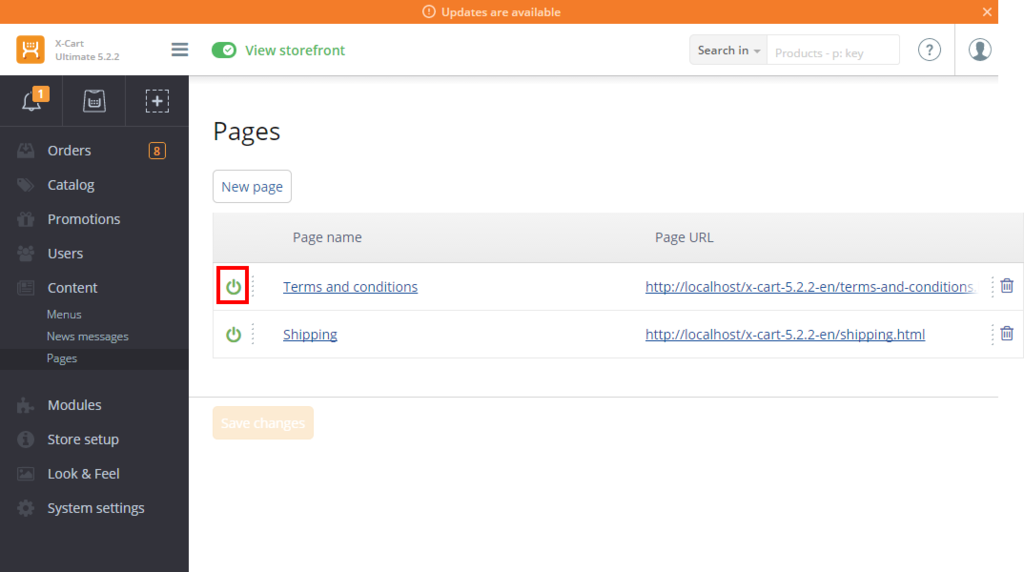 Updates are available
X-Cart
Ultimate 5.2.2
View storefront
Search in
Products - p: key
?
1
Orders
8
Catalog
Promotions
Users
Content
Menus
News messages
Pages
Modules
Store setup
Look & Feel
System settings
Pages
New page
Page name
Page URL
Terms and conditions
http://localhost/x-cart-5.2.2-en/terms-and-conditions.
Shipping
http://localhost/x-cart-5.2.2-en/shipping.html
Save changes